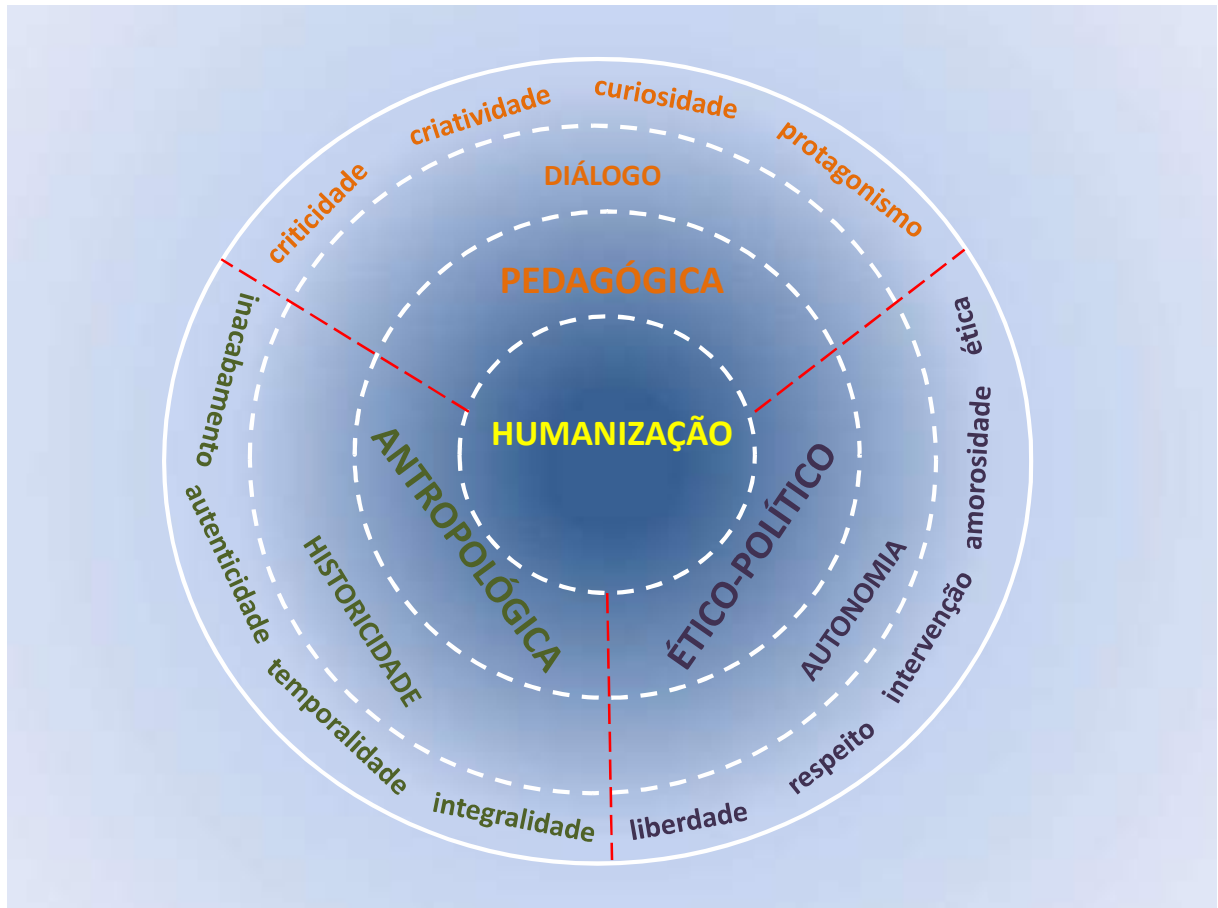 criticidade
criatividade
curiosidade
protagonismo
DIÁLOGO
PEDAGÓGICA
HUMANIZAÇÃO
ANTROPOLÓGICA
HISTORICIDADE
inacabamento
autenticidade
temporalidade
integralidade
ÉTICO-POLÍTICO
AUTONOMIA
ética
amorosidade
intervenção
respeito
liberdade